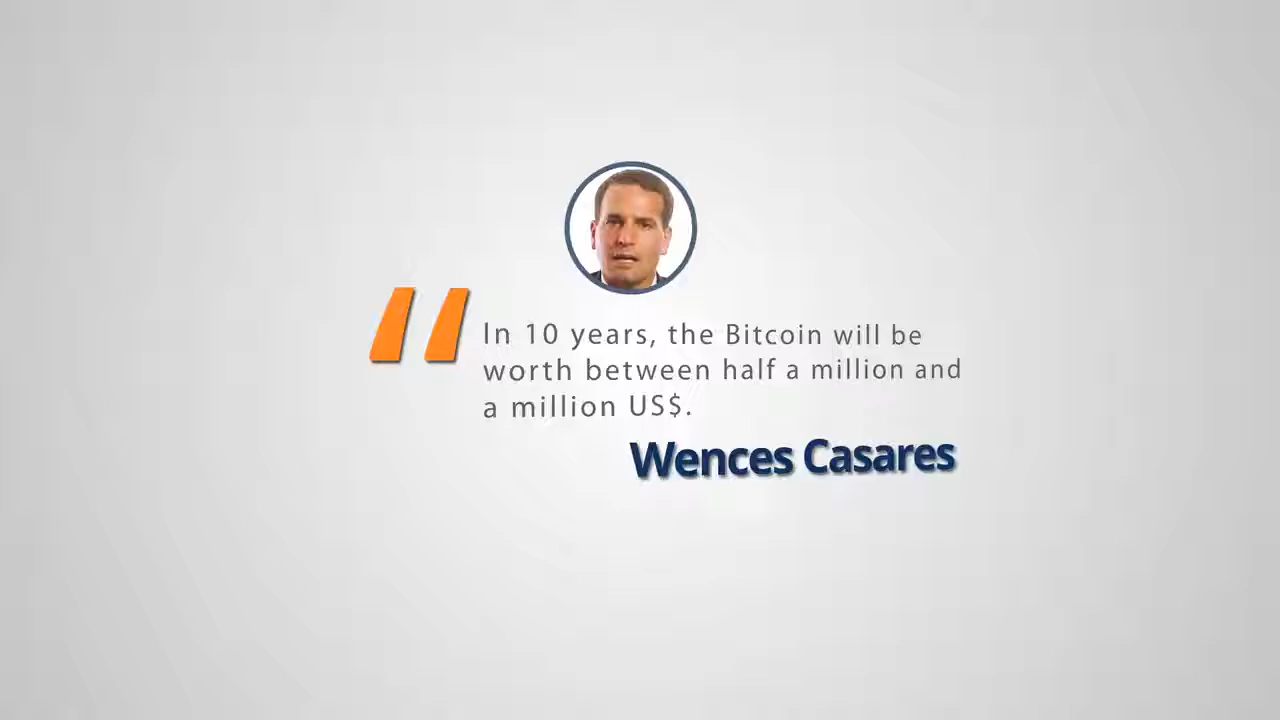 "
In 10 years, the Bitcoin will be
worth between half a million and
a million US$.
Wences Casares